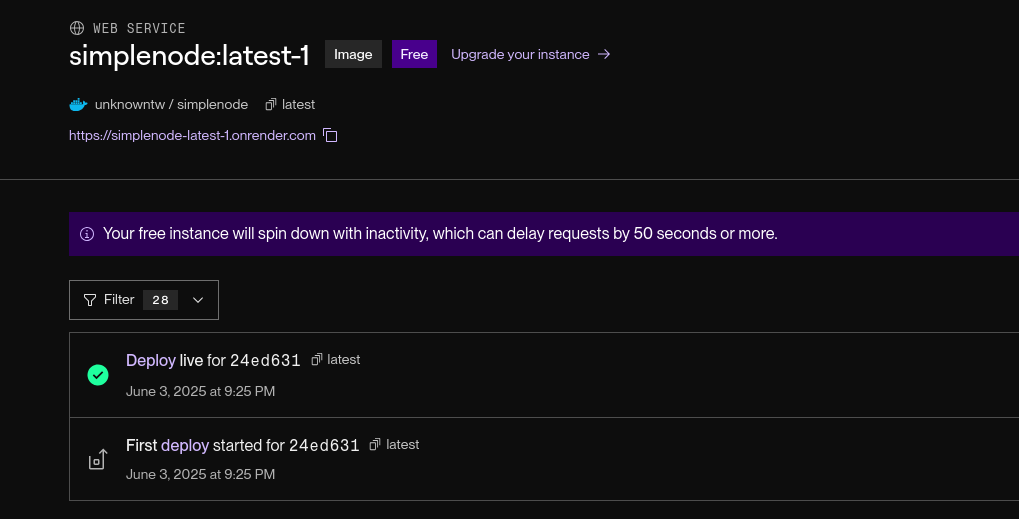 WEB SERVICE
simplenode:latest-1 Image Free Upgrade your instance →
unknowntw / simplenode latest
https://simplenode-latest-1.onrender.com
Your free instance will spin down with inactivity, which can delay requests by 50 seconds or more.
Filter 28
Deploy live for 24ed631 latest
June 3, 2025 at 9:25 PM
First deploy started for 24ed631 latest
June 3, 2025 at 9:25 PM